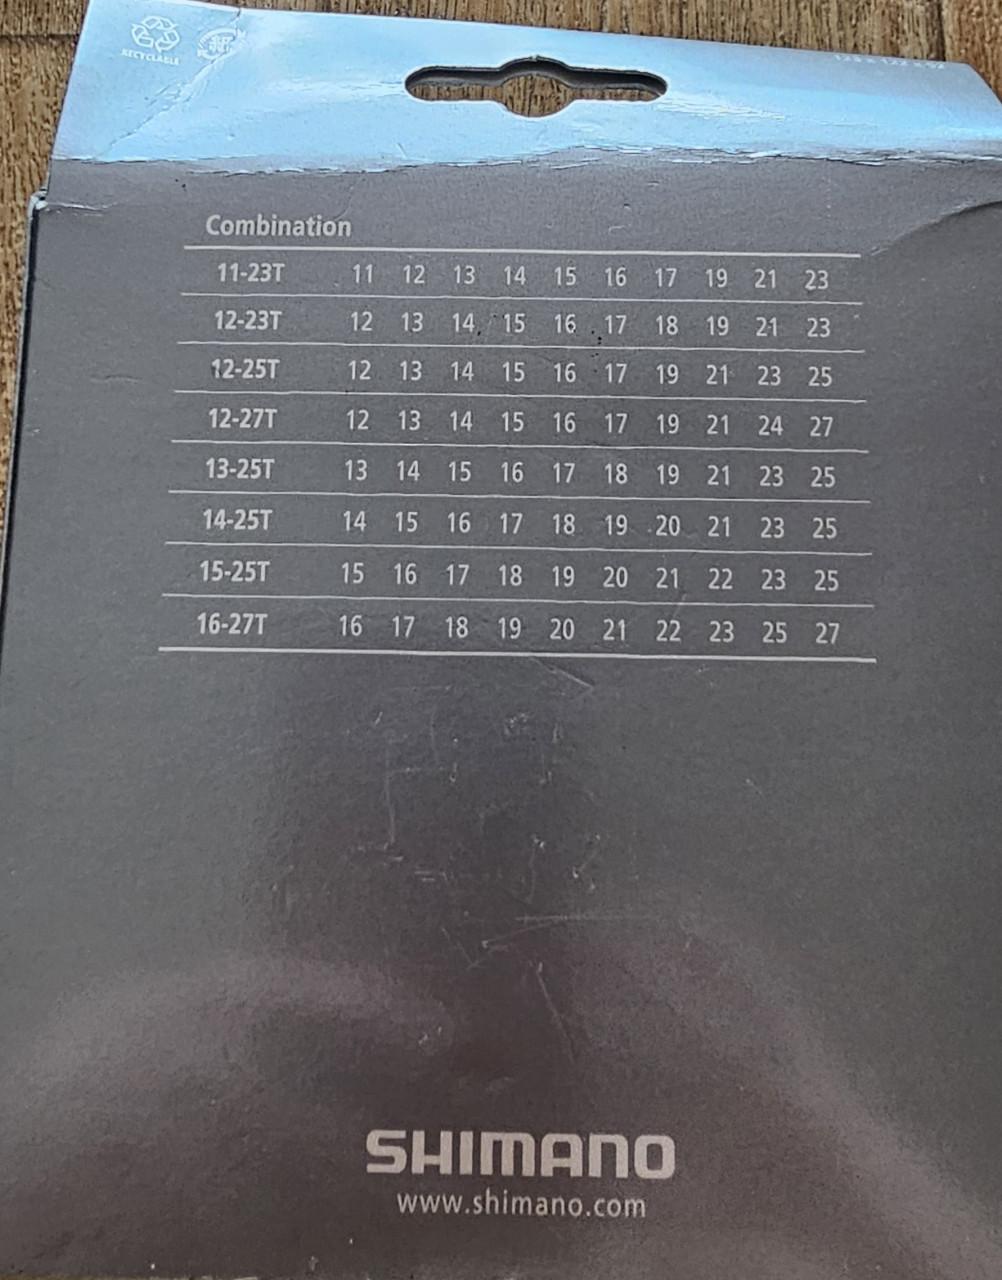 RECYCLABLE
Combination
11-23T 11 12 13 14 15 16 17 19 21 23
12-23T 12 13 14 15 16 17 18 19 21 23
12-25T 12 13 14 15 16 17 19 21 23 25
12-27T 12 13 14 15 16 17 19 21 24 27
13-25T 13 14 15 16 17 18 19 21 23 25
14-25T 14 15 16 17 18 19 20 21 23 25
15-25T 15 16 17 18 19 20 21 22 23 25
16-27T 16 17 18 19 20 21 22 23 25 27
SHIMANO
www.shimano.com